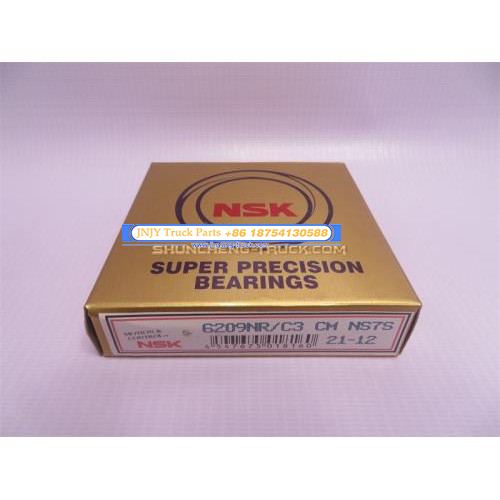 NSK
JNJY Truck Parts +86 18754130588
SHUNCHENG-TRUCK.COM
SUPER PRECISION
BEARINGS
MOTION &
CONTROL
NSK
6209NR/C3 CM NS7S
21-12